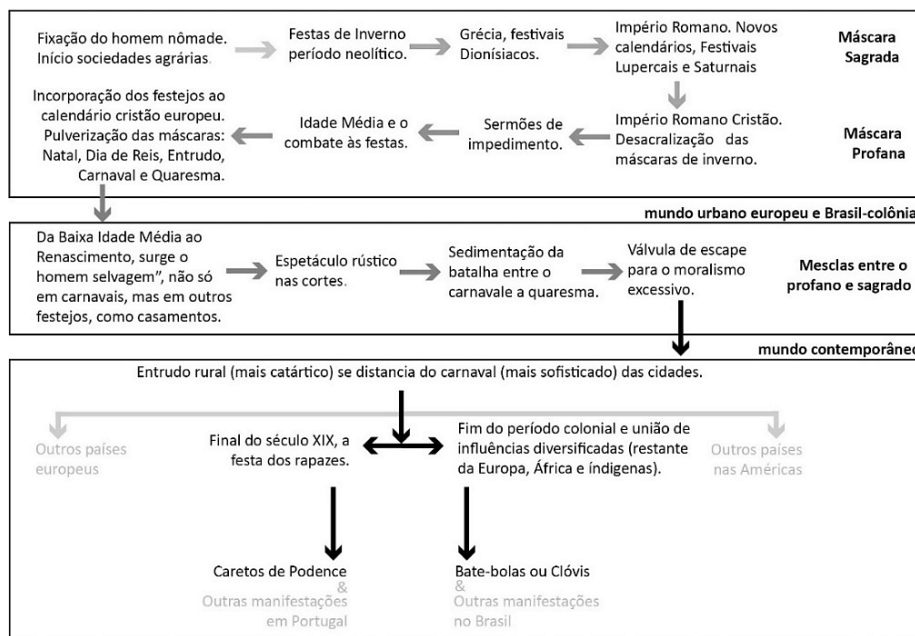 Fixação do homem nômade.
Início sociedades agrárias.
Festas de Inverno
período neolítico.
Grécia, festivais
Dionísiacos.
Império Romano. Novos
calendários, Festivais
Lupercais e Saturnais
Máscara
Sagrada
Império Romano Cristão.
Desacralização das
máscaras de inverno.
Sermões de
impedimento.
Idade Média e o
combate às festas.
Incorporação dos festejos ao
calendário cristão europeu.
Pulverização das máscaras:
Natal, Dia de Reis, Entrudo,
Carnaval e Quaresma.
Máscara
Profana
mundo urbano europeu e Brasil-colônia
Da Baixa Idade Média ao
Renascimento, surge o
homem selvagem”, não só
em carnavais, mas em outros
festejos, como casamentos.
Espetáculo rústico
nas cortes.
Sedimentação da
batalha entre o
carnavale a quaresma.
Válvula de escape
para o moralismo
excessivo.
Mesclas entre o
profano e sagrado
mundo contemporâneo
Entrudo rural (mais catártico) se distancia do carnaval (mais sofisticado) das cidades.
Outros países
europeus
Final do século XIX, a
festa dos rapazes.
Fim do período colonial e união de
influências diversificadas (restante
da Europa, África e índigenas).
Outros países
nas Américas
Caretos de Podence
&
Outras manifestações
em Portugal
Bate-bolas ou Clóvis
&
Outras manifestações
no Brasil